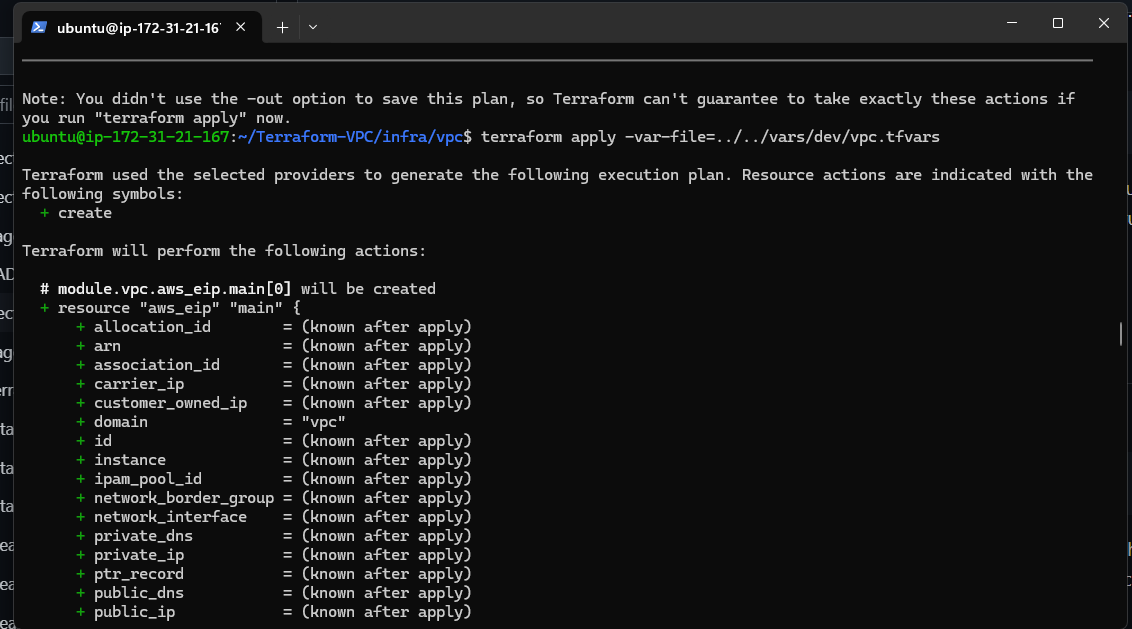 ubuntu@ip-172-31-21-16
Note: You didn't use the -out option to save this plan, so Terraform can't guarantee to take exactly these actions if
you run "terraform apply" now.
ubuntu@ip-172-31-21-167:~/Terraform-VPC/infra/vpc$ terraform apply -var-file=../../vars/dev/vpc.tfvars
Terraform used the selected providers to generate the following execution plan. Resource actions are indicated with the
following symbols:
+ create
Terraform will perform the following actions:
# module.vpc.aws_eip.main[0] will be created
+ resource "aws_eip" "main" {
+ allocation_id = (known after apply)
+ arn = (known after apply)
+ association_id = (known after apply)
+ carrier_ip = (known after apply)
+ customer_owned_ip = (known after apply)
+ domain = "vpc"
+ id = (known after apply)
+ instance = (known after apply)
+ ipam_pool_id = (known after apply)
+ network_border_group = (known after apply)
+ network_interface = (known after apply)
+ private_dns = (known after apply)
+ private_ip = (known after apply)
+ ptr_record = (known after apply)
+ public_dns = (known after apply)
+ public_ip = (known after apply)